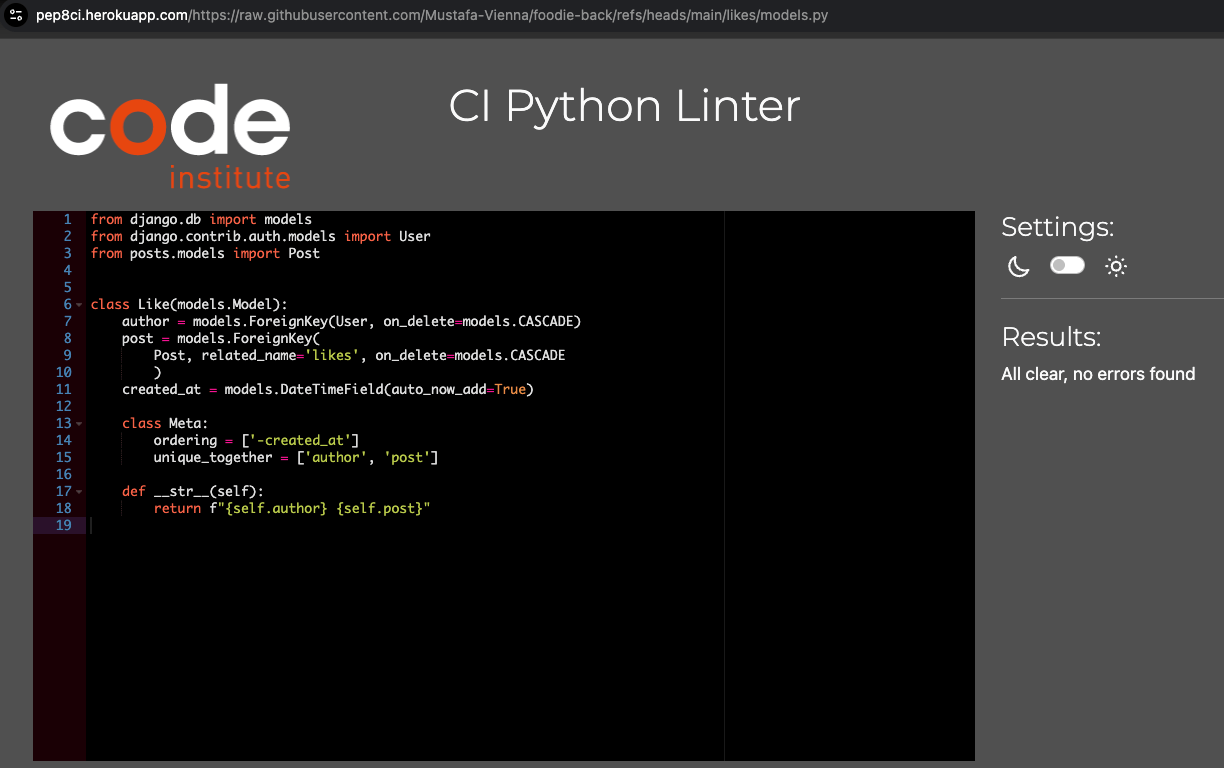 pep8ci.herokuapp.com/https://raw.githubusercontent.com/Mustafa-Vienna/foodie-back/refs/heads/main/likes/models.py
code
institute
CI Python Linter
1 from django.db import models
2 from django.contrib.auth.models import User
3 from posts.models import Post
4
5
6 class Like(models.Model):
7     author = models.ForeignKey(User, on_delete=models.CASCADE)
8     post = models.ForeignKey(
9         Post, related_name='likes', on_delete=models.CASCADE
10         )
11     created_at = models.DateTimeField(auto_now_add=True)
12
13     class Meta:
14         ordering = ['-created_at']
15         unique_together = ['author', 'post']
16
17     def __str__(self):
18         return f"{self.author} {self.post}"
19
Settings:
Results:
All clear, no errors found